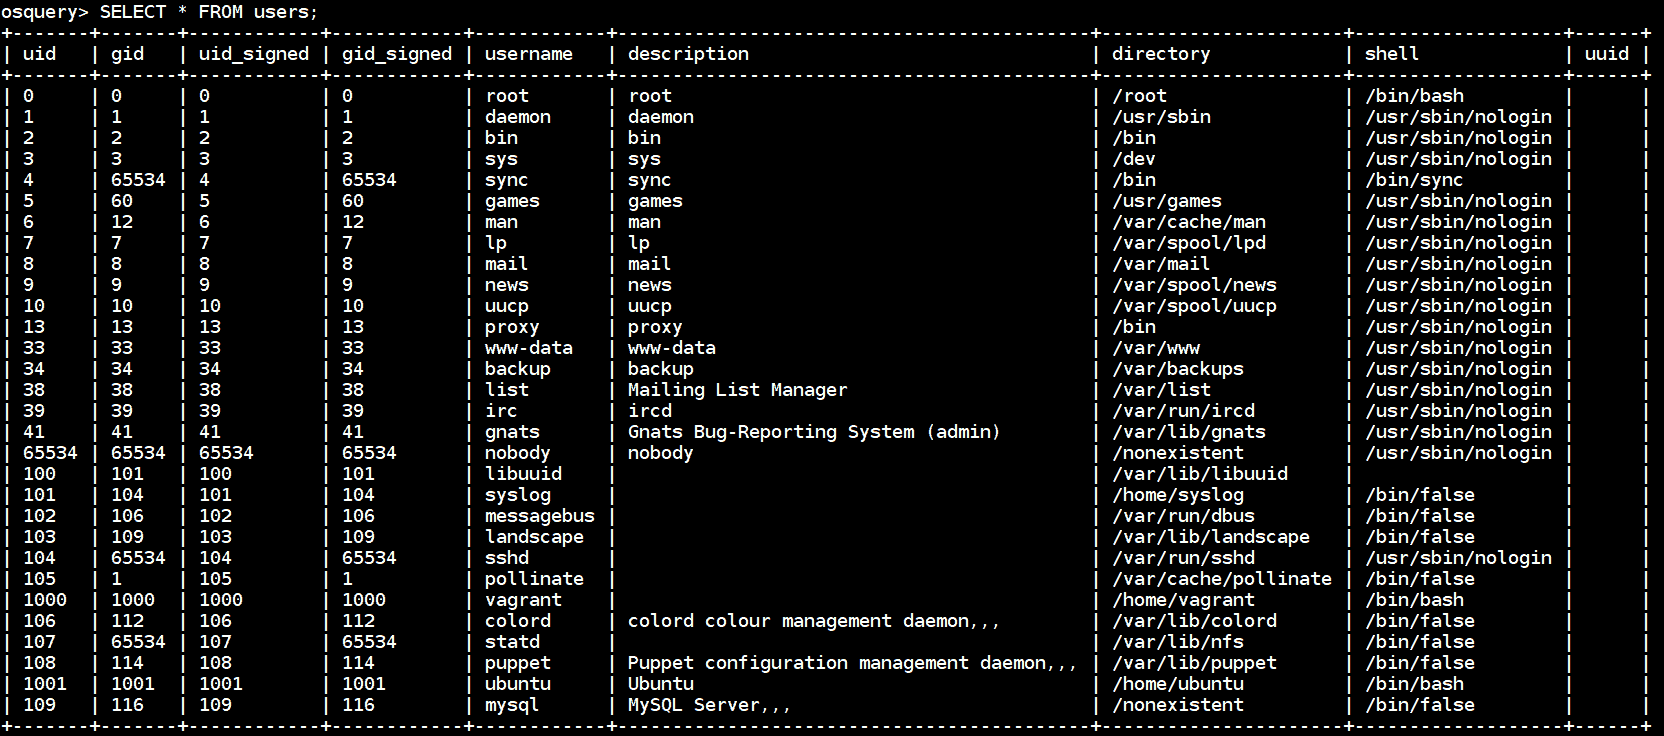 osquery> SELECT * FROM users;
+-------+-------+------------+------------+------------+-------------------------------------------+----------------------+-------------------+------+
| uid   | gid   | uid_signed | gid_signed | username   | description                               | directory            | shell             | uuid |
+-------+-------+------------+------------+------------+-------------------------------------------+----------------------+-------------------+------+
| 0     | 0     | 0          | 0          | root       | root                                      | /root                | /bin/bash         |      |
| 1     | 1     | 1          | 1          | daemon     | daemon                                    | /usr/sbin            | /usr/sbin/nologin |      |
| 2     | 2     | 2          | 2          | bin        | bin                                       | /bin                 | /usr/sbin/nologin |      |
| 3     | 3     | 3          | 3          | sys        | sys                                       | /dev                 | /usr/sbin/nologin |      |
| 4     | 65534 | 4          | 65534      | sync       | sync                                      | /bin                 | /bin/sync         |      |
| 5     | 60    | 5          | 60         | games      | games                                     | /usr/games           | /usr/sbin/nologin |      |
| 6     | 12    | 6          | 12         | man        | man                                       | /var/cache/man       | /usr/sbin/nologin |      |
| 7     | 7     | 7          | 7          | lp         | lp                                        | /var/spool/lpd       | /usr/sbin/nologin |      |
| 8     | 8     | 8          | 8          | mail       | mail                                      | /var/mail            | /usr/sbin/nologin |      |
| 9     | 9     | 9          | 9          | news       | news                                      | /var/spool/news      | /usr/sbin/nologin |      |
| 10    | 10    | 10         | 10         | uucp       | uucp                                      | /var/spool/uucp      | /usr/sbin/nologin |      |
| 13    | 13    | 13         | 13         | proxy      | proxy                                     | /bin                 | /usr/sbin/nologin |      |
| 33    | 33    | 33         | 33         | www-data   | www-data                                  | /var/www             | /usr/sbin/nologin |      |
| 34    | 34    | 34         | 34         | backup     | backup                                    | /var/backups         | /usr/sbin/nologin |      |
| 38    | 38    | 38         | 38         | list       | Mailing List Manager                      | /var/list            | /usr/sbin/nologin |      |
| 39    | 39    | 39         | 39         | irc        | ircd                                      | /var/run/ircd        | /usr/sbin/nologin |      |
| 41    | 41    | 41         | 41         | gnats      | Gnats Bug-Reporting System (admin)        | /var/lib/gnats       | /usr/sbin/nologin |      |
| 65534 | 65534 | 65534      | 65534      | nobody     | nobody                                    | /nonexistent         | /usr/sbin/nologin |      |
| 100   | 101   | 100        | 101        | libuuid    |                                           | /var/lib/libuuid     |                   |      |
| 101   | 104   | 101        | 104        | syslog     |                                           | /home/syslog         | /bin/false        |      |
| 102   | 106   | 102        | 106        | messagebus |                                           | /var/run/dbus        | /bin/false        |      |
| 103   | 109   | 103        | 109        | landscape  |                                           | /var/lib/landscape   | /bin/false        |      |
| 104   | 65534 | 104        | 65534      | sshd       |                                           | /var/run/sshd        | /usr/sbin/nologin |      |
| 105   | 1     | 105        | 1          | pollinate  |                                           | /var/cache/pollinate | /bin/false        |      |
| 1000  | 1000  | 1000       | 1000       | vagrant    |                                           | /home/vagrant        | /bin/bash         |      |
| 106   | 112   | 106        | 112        | colord     | colord colour management daemon,,,        | /var/lib/colord      | /bin/false        |      |
| 107   | 65534 | 107        | 65534      | statd      |                                           | /var/lib/nfs         | /bin/false        |      |
| 108   | 114   | 108        | 114        | puppet     | Puppet configuration management daemon,,, | /var/lib/puppet      | /bin/false        |      |
| 1001  | 1001  | 1001       | 1001       | ubuntu     | Ubuntu                                    | /home/ubuntu         | /bin/bash         |      |
| 109   | 116   | 109        | 116        | mysql      | MySQL Server,,,                           | /nonexistent         | /bin/false        |      |
+-------+-------+------------+------------+------------+-------------------------------------------+----------------------+-------------------+------+